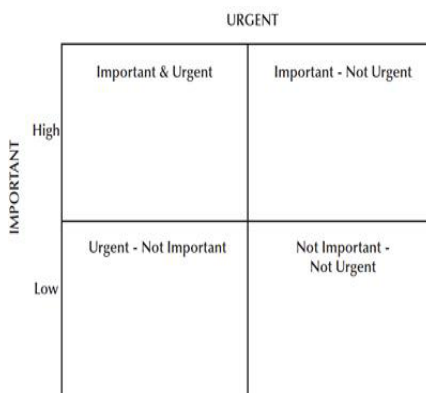 URGENT
Important & Urgent
Important - Not Urgent
High
IMPORTANT
Urgent - Not Important
Not Important -
Not Urgent
Low